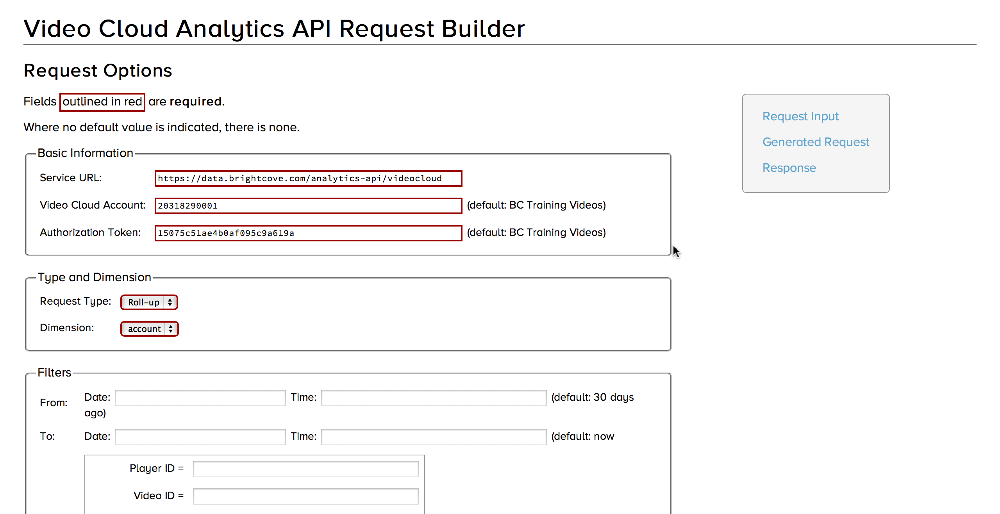 Video Cloud Analytics API Request Builder
Request Options
Fields outlined in red are required.
Where no default value is indicated, there is none.
Request Input
Generated Request
Response
Basic Information
Service URL: https://data.brightcove.com/analytics-api/videocloud
Video Cloud Account: 20318290001 (default: BC Training Videos)
Authorization Token: 15075c51ae4b0af095c9a619a (default: BC Training Videos)
Type and Dimension
Request Type: Roll-up
Dimension: account
Filters
From: Date: Time: (default: 30 days
ago)
To: Date: Time: (default: now
Player ID =
Video ID =